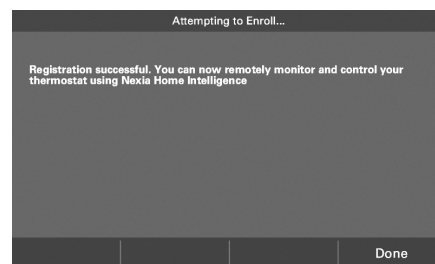 Attempting to Enroll...
Registration successful. You can now remotely monitor and control your
thermostat using Nexia Home Intelligence
Done